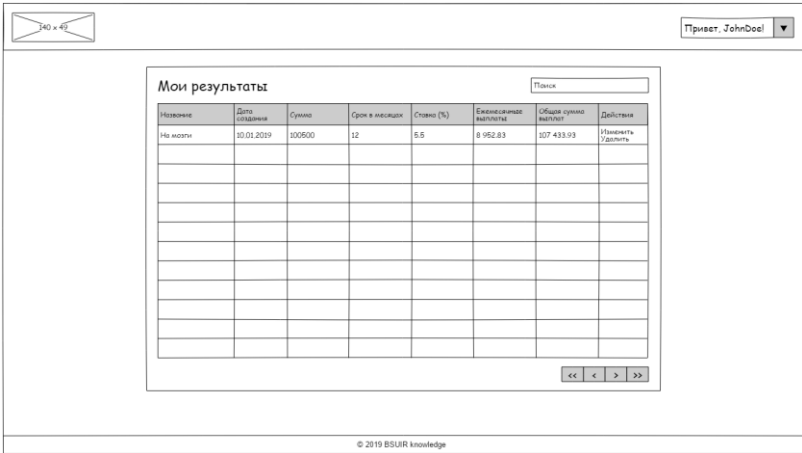 140 x 49
Привет, JohnDoe!
Мои результаты
Поиск
Название
Дата
создания
Сумма
Срок в месяцах
Ставка (%)
Ежемесячные
выплаты
Общая сумма
выплат
Действия
На мозги
10.01.2019
100500
12
5.5
8 952.83
107 433.93
Изменить
Удалить
<< < > >>
© 2019 BSUIR knowledge